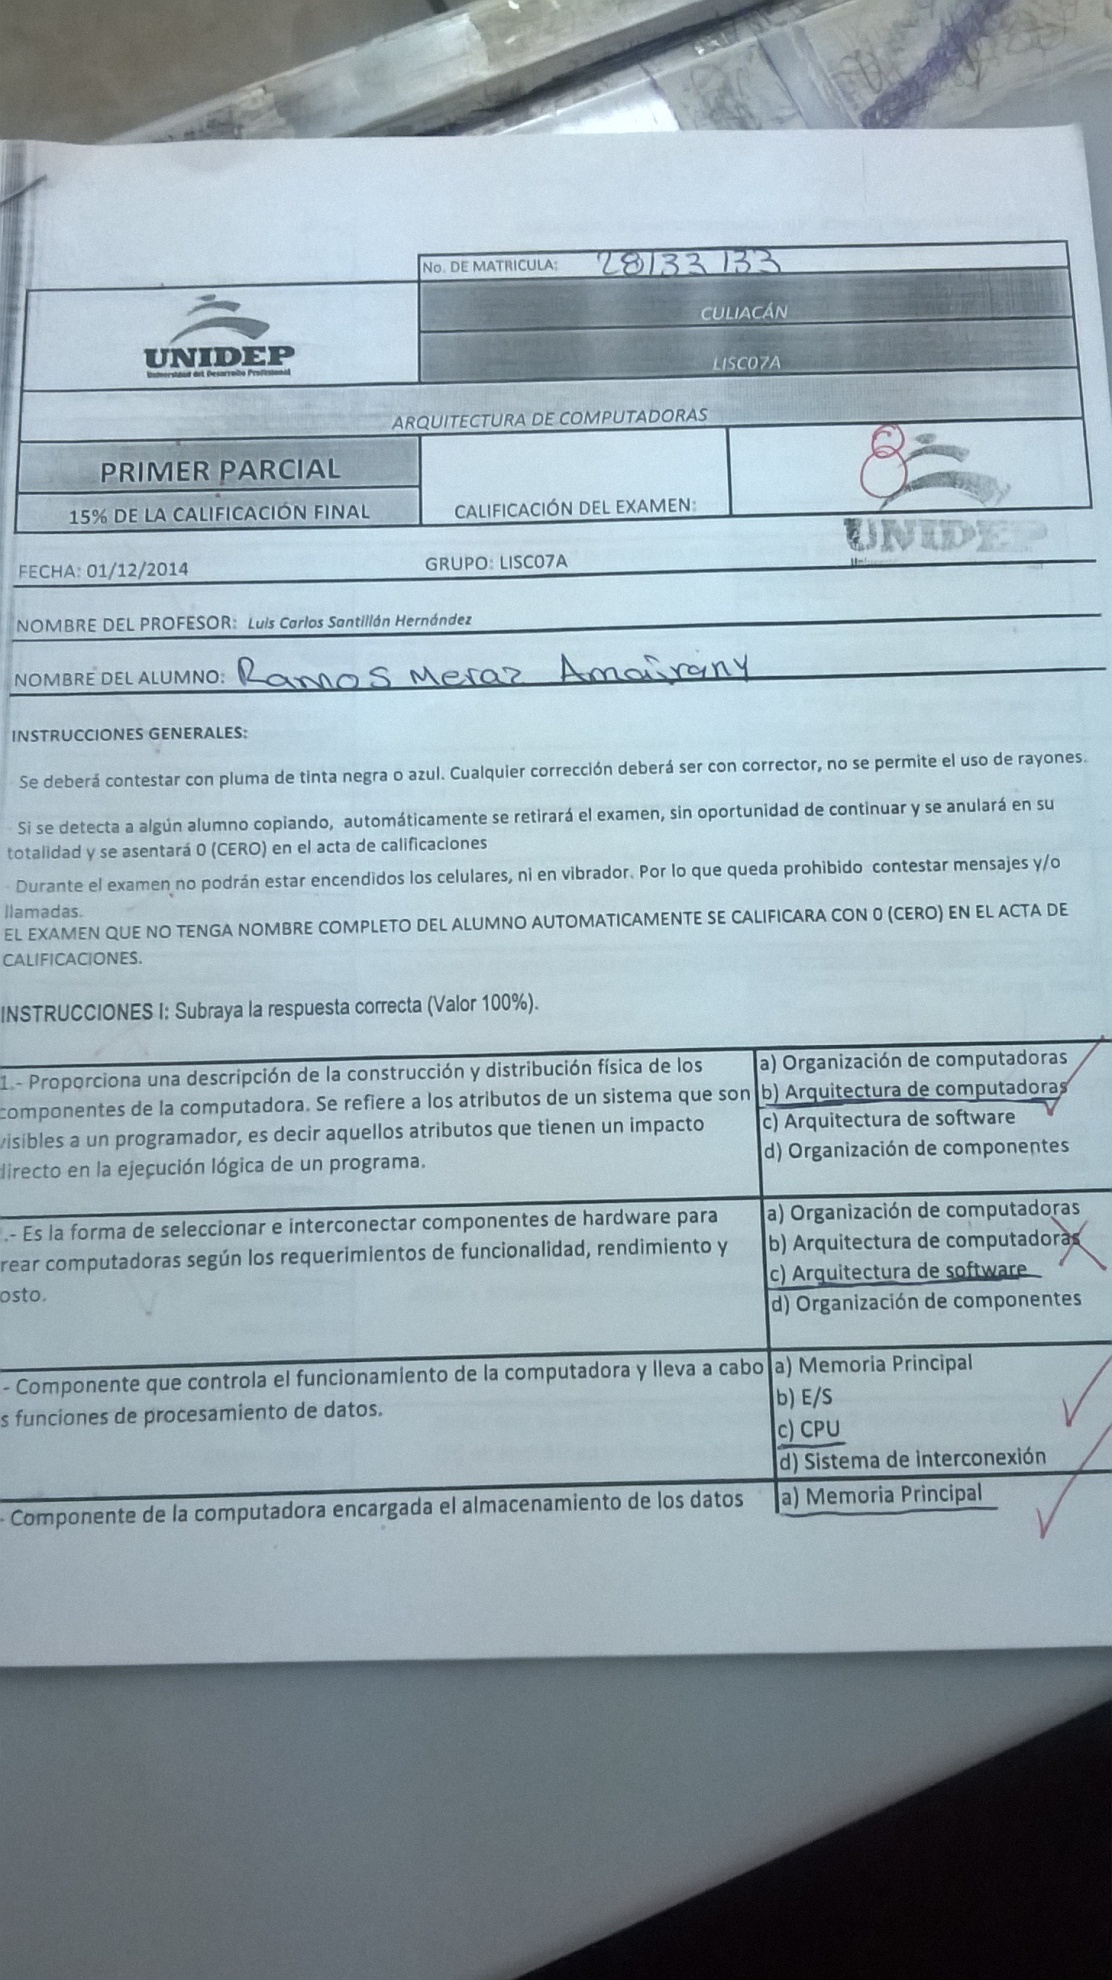 No. DE MATRICULA: 28133133
UNIDEP
Universidad del Desarrollo Profesional
CULIACÁN
LISC07A
ARQUITECTURA DE COMPUTADORAS
PRIMER PARCIAL
15% DE LA CALIFICACIÓN FINAL
CALIFICACIÓN DEL EXAMEN:
8
UNIDEP
FECHA: 01/12/2014
GRUPO: LISC07A
NOMBRE DEL PROFESOR: Luis Carlos Santillán Hernández
NOMBRE DEL ALUMNO: Ramos Meraz Amairany
INSTRUCCIONES GENERALES:
Se deberá contestar con pluma de tinta negra o azul. Cualquier corrección deberá ser con corrector, no se permite el uso de rayones.
Si se detecta a algún alumno copiando, automáticamente se retirará el examen, sin oportunidad de continuar y se anulará en su
totalidad y se asentará 0 (CERO) en el acta de calificaciones
Durante el examen no podrán estar encendidos los celulares, ni en vibrador. Por lo que queda prohibido contestar mensajes y/o
llamadas.
EL EXAMEN QUE NO TENGA NOMBRE COMPLETO DEL ALUMNO AUTOMATICAMENTE SE CALIFICARA CON 0 (CERO) EN EL ACTA DE
CALIFICACIONES.
INSTRUCCIONES I: Subraya la respuesta correcta (Valor 100%).
1.- Proporciona una descripción de la construcción y distribución física de los
componentes de la computadora. Se refiere a los atributos de un sistema que son
visibles a un programador, es decir aquellos atributos que tienen un impacto
directo en la ejecución lógica de un programa.
a) Organización de computadoras
b) Arquitectura de computadoras
c) Arquitectura de software
d) Organización de componentes
.- Es la forma de seleccionar e interconectar componentes de hardware para
rear computadoras según los requerimientos de funcionalidad, rendimiento y
osto.
a) Organización de computadoras
b) Arquitectura de computadoras
c) Arquitectura de software
d) Organización de componentes
- Componente que controla el funcionamiento de la computadora y lleva a cabo
s funciones de procesamiento de datos.
a) Memoria Principal
b) E/S
c) CPU
d) Sistema de interconexión
- Componente de la computadora encargada el almacenamiento de los datos
a) Memoria Principal